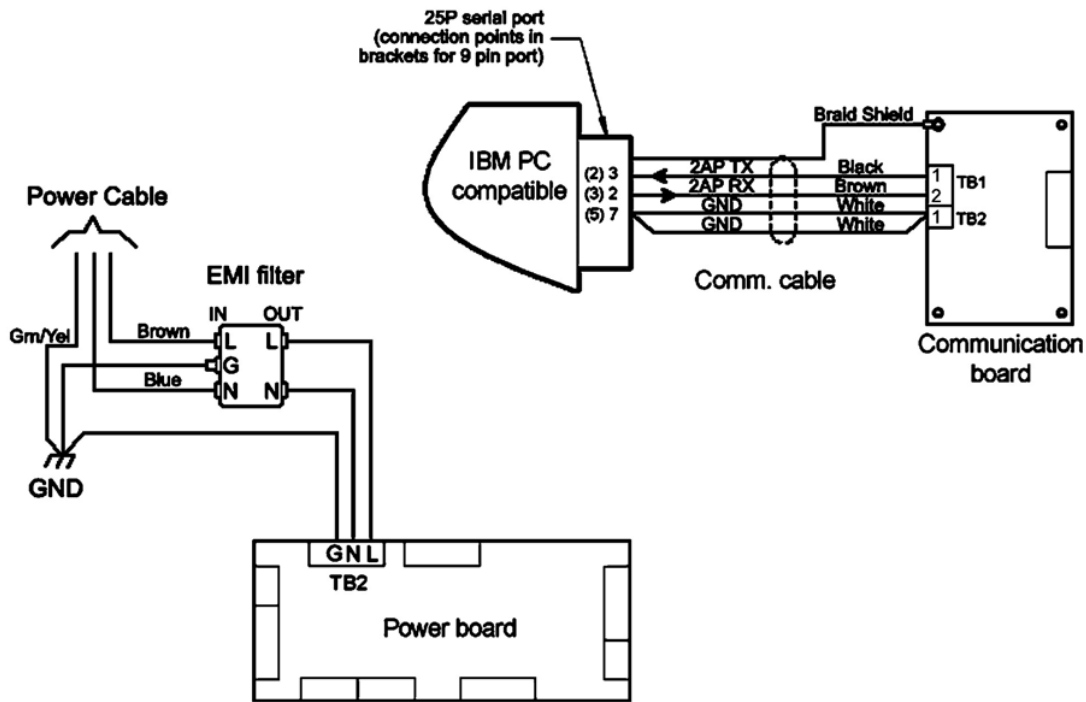 25P serial port
(connection points in
brackets for 9 pin port)
Braid Shield
IBM PC
compatible
(2) 3
(3) 2
(5) 7
2AP TX
2AP RX
GND
GND
Black
Brown
White
White
1
2
1
TB1
TB2
Comm. cable
Communication
board
Power Cable
EMI filter
IN OUT
Grn/Yel
Brown
Blue
L L
G
N N
GND
G N L
TB2
Power board